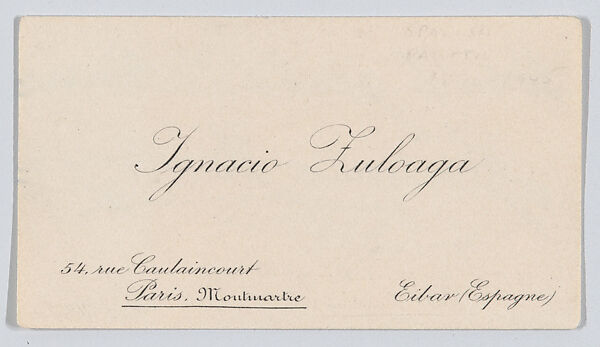 Ignacio Zuloaga
54, rue Caulaincourt
Paris. Montmartre
Eibar (Espagne)